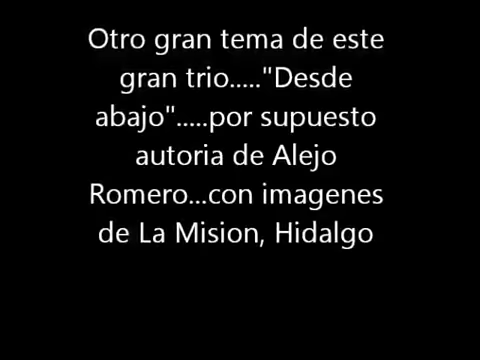 Otro gran tema de este
gran trio....."Desde
abajo".....por supuesto
autoria de Alejo
Romero...con imagenes
de La Mision, Hidalgo